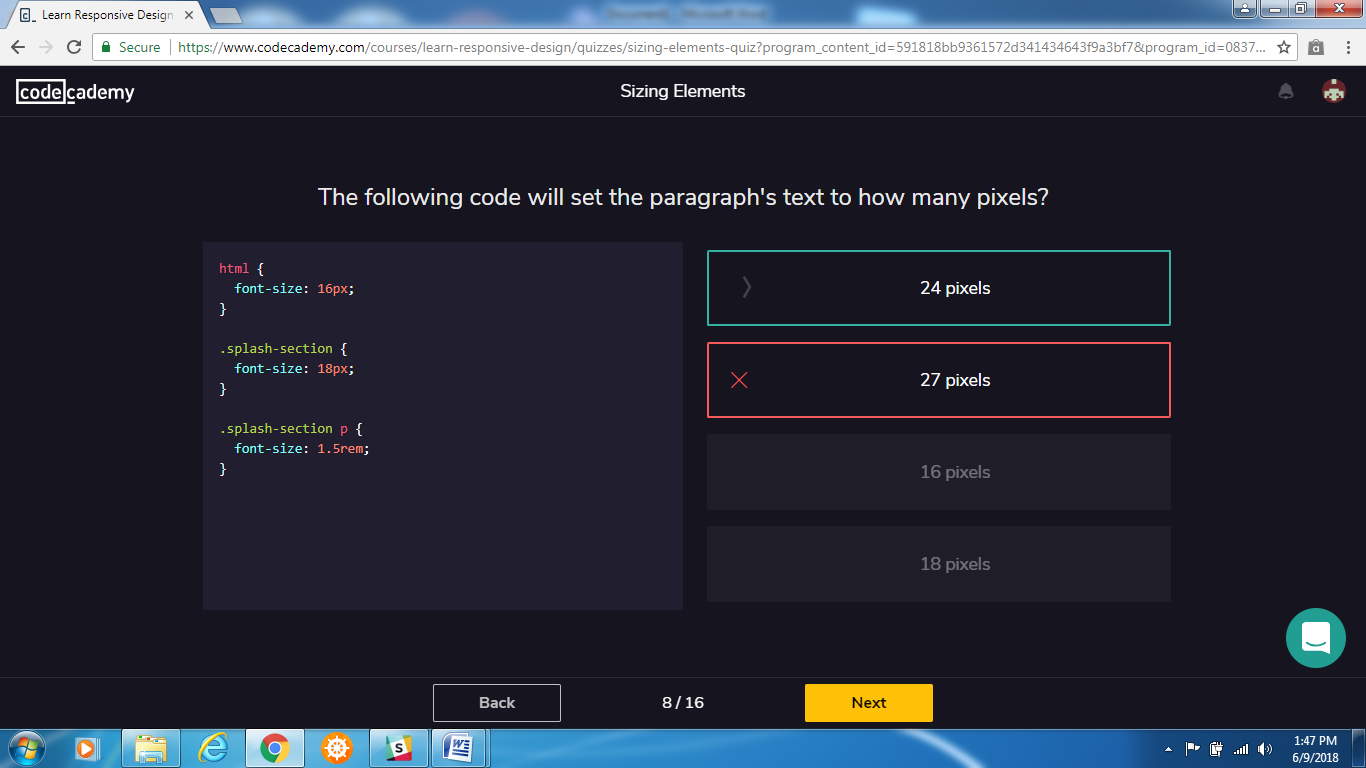 Learn Responsive Design
Secure
https://www.codecademy.com/courses/learn-responsive-design/quizzes/sizing-elements-quiz?program_content_id=591818bb9361572d341434643f9a3bf7&program_id=0837...
codecademy
Sizing Elements
The following code will set the paragraph's text to how many pixels?
html {
font-size: 16px;
}
.splash-section {
font-size: 18px;
}
.splash-section p {
font-size: 1.5rem;
}
24 pixels
27 pixels
16 pixels
18 pixels
Back
8 / 16
Next
1:47 PM
6/9/2018